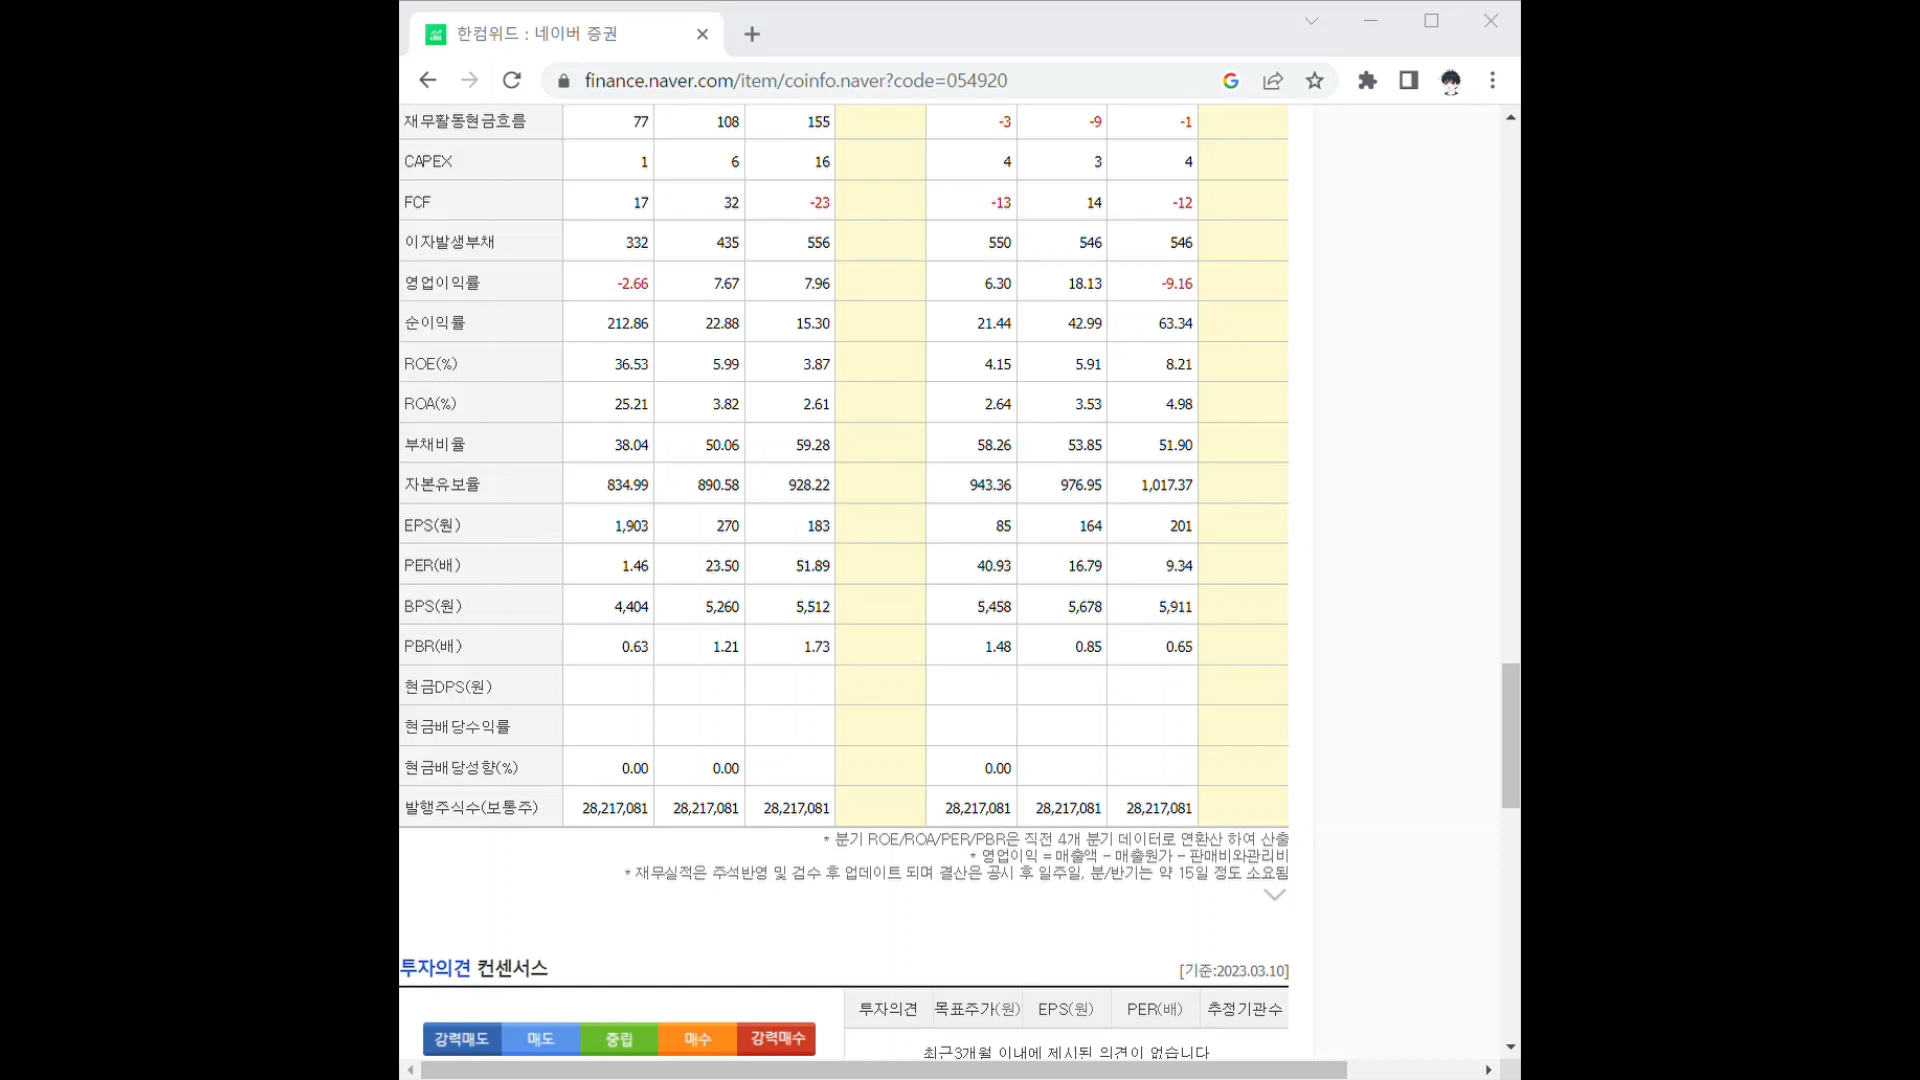 한컴위드 : 네이버 증권
finance.naver.com/item/coinfo.naver?code=054920
재무활동현금흐름 77 108 155 -3 -9 -1
CAPEX 1 6 16 4 3 4
FCF 17 32 -23 -13 14 -12
이자발생부채 332 435 556 550 546 546
영업이익률 -2.66 7.67 7.96 6.30 18.13 -9.16
순이익률 212.86 22.88 15.30 21.44 42.99 63.34
ROE(%) 36.53 5.99 3.87 4.15 5.91 8.21
ROA(%) 25.21 3.82 2.61 2.64 3.53 4.98
부채비율 38.04 50.06 59.28 58.26 53.85 51.90
자본유보율 834.99 890.58 928.22 943.36 976.95 1,017.37
EPS(원) 1,903 270 183 85 164 201
PER(배) 1.46 23.50 51.89 40.93 16.79 9.34
BPS(원) 4,404 5,260 5,512 5,458 5,678 5,911
PBR(배) 0.63 1.21 1.73 1.48 0.85 0.65
현금DPS(원)
현금배당수익률
현금배당성향(%) 0.00 0.00 0.00
발행주식수(보통주) 28,217,081 28,217,081 28,217,081 28,217,081 28,217,081 28,217,081
* 분기 ROE/ROA/PER/PBR은 직전 4개 분기 데이터로 연환산 하여 산출
* 영업이익 = 매출액 - 매출원가 - 판매비와관리비
* 재무실적은 주석반영 및 검수 후 업데이트 되며 결산은 공시 후 일주일, 분/반기는 약 15일 정도 소요됨
투자의견 컨센서스 [기준:2023.03.10]
투자의견 목표주가(원) EPS(원) PER(배) 추정기관수
강력매도 매도 중립 매수 강력매수
최근3개월 이내에 제시된 의견이 없습니다